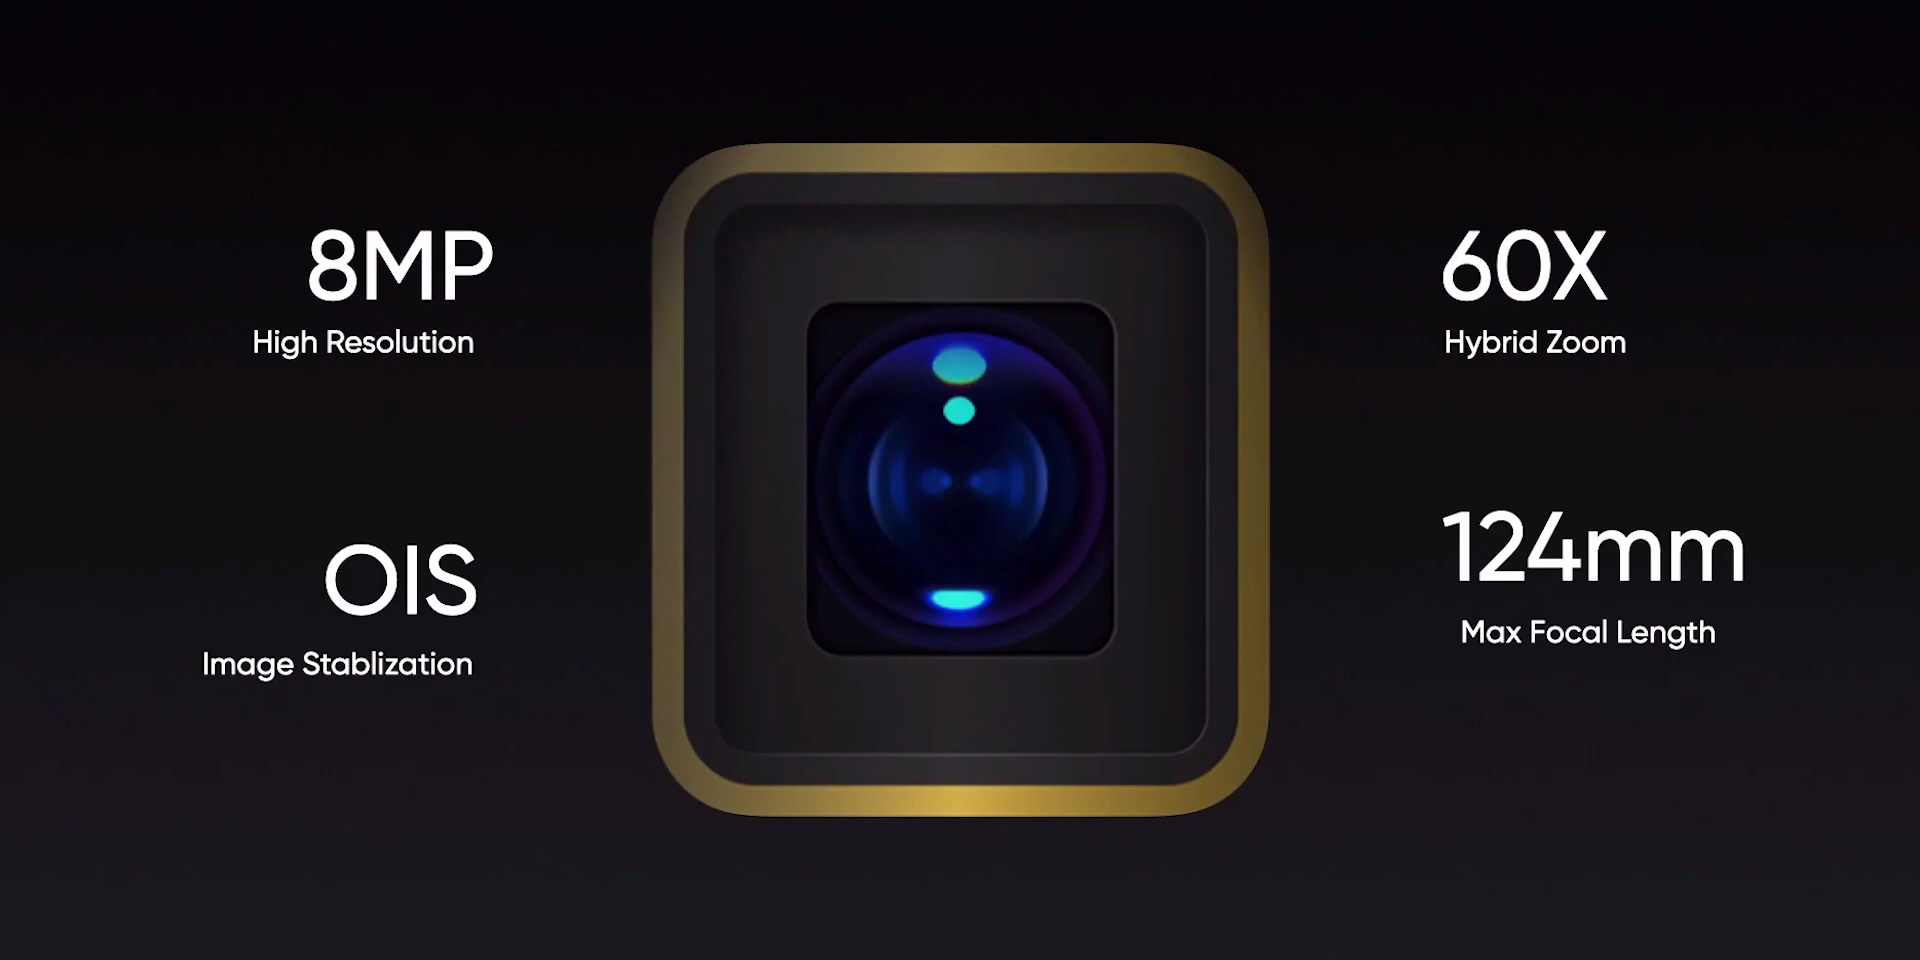 8MP
High Resolution
60X
Hybrid Zoom
OIS
Image Stablization
124mm
Max Focal Length